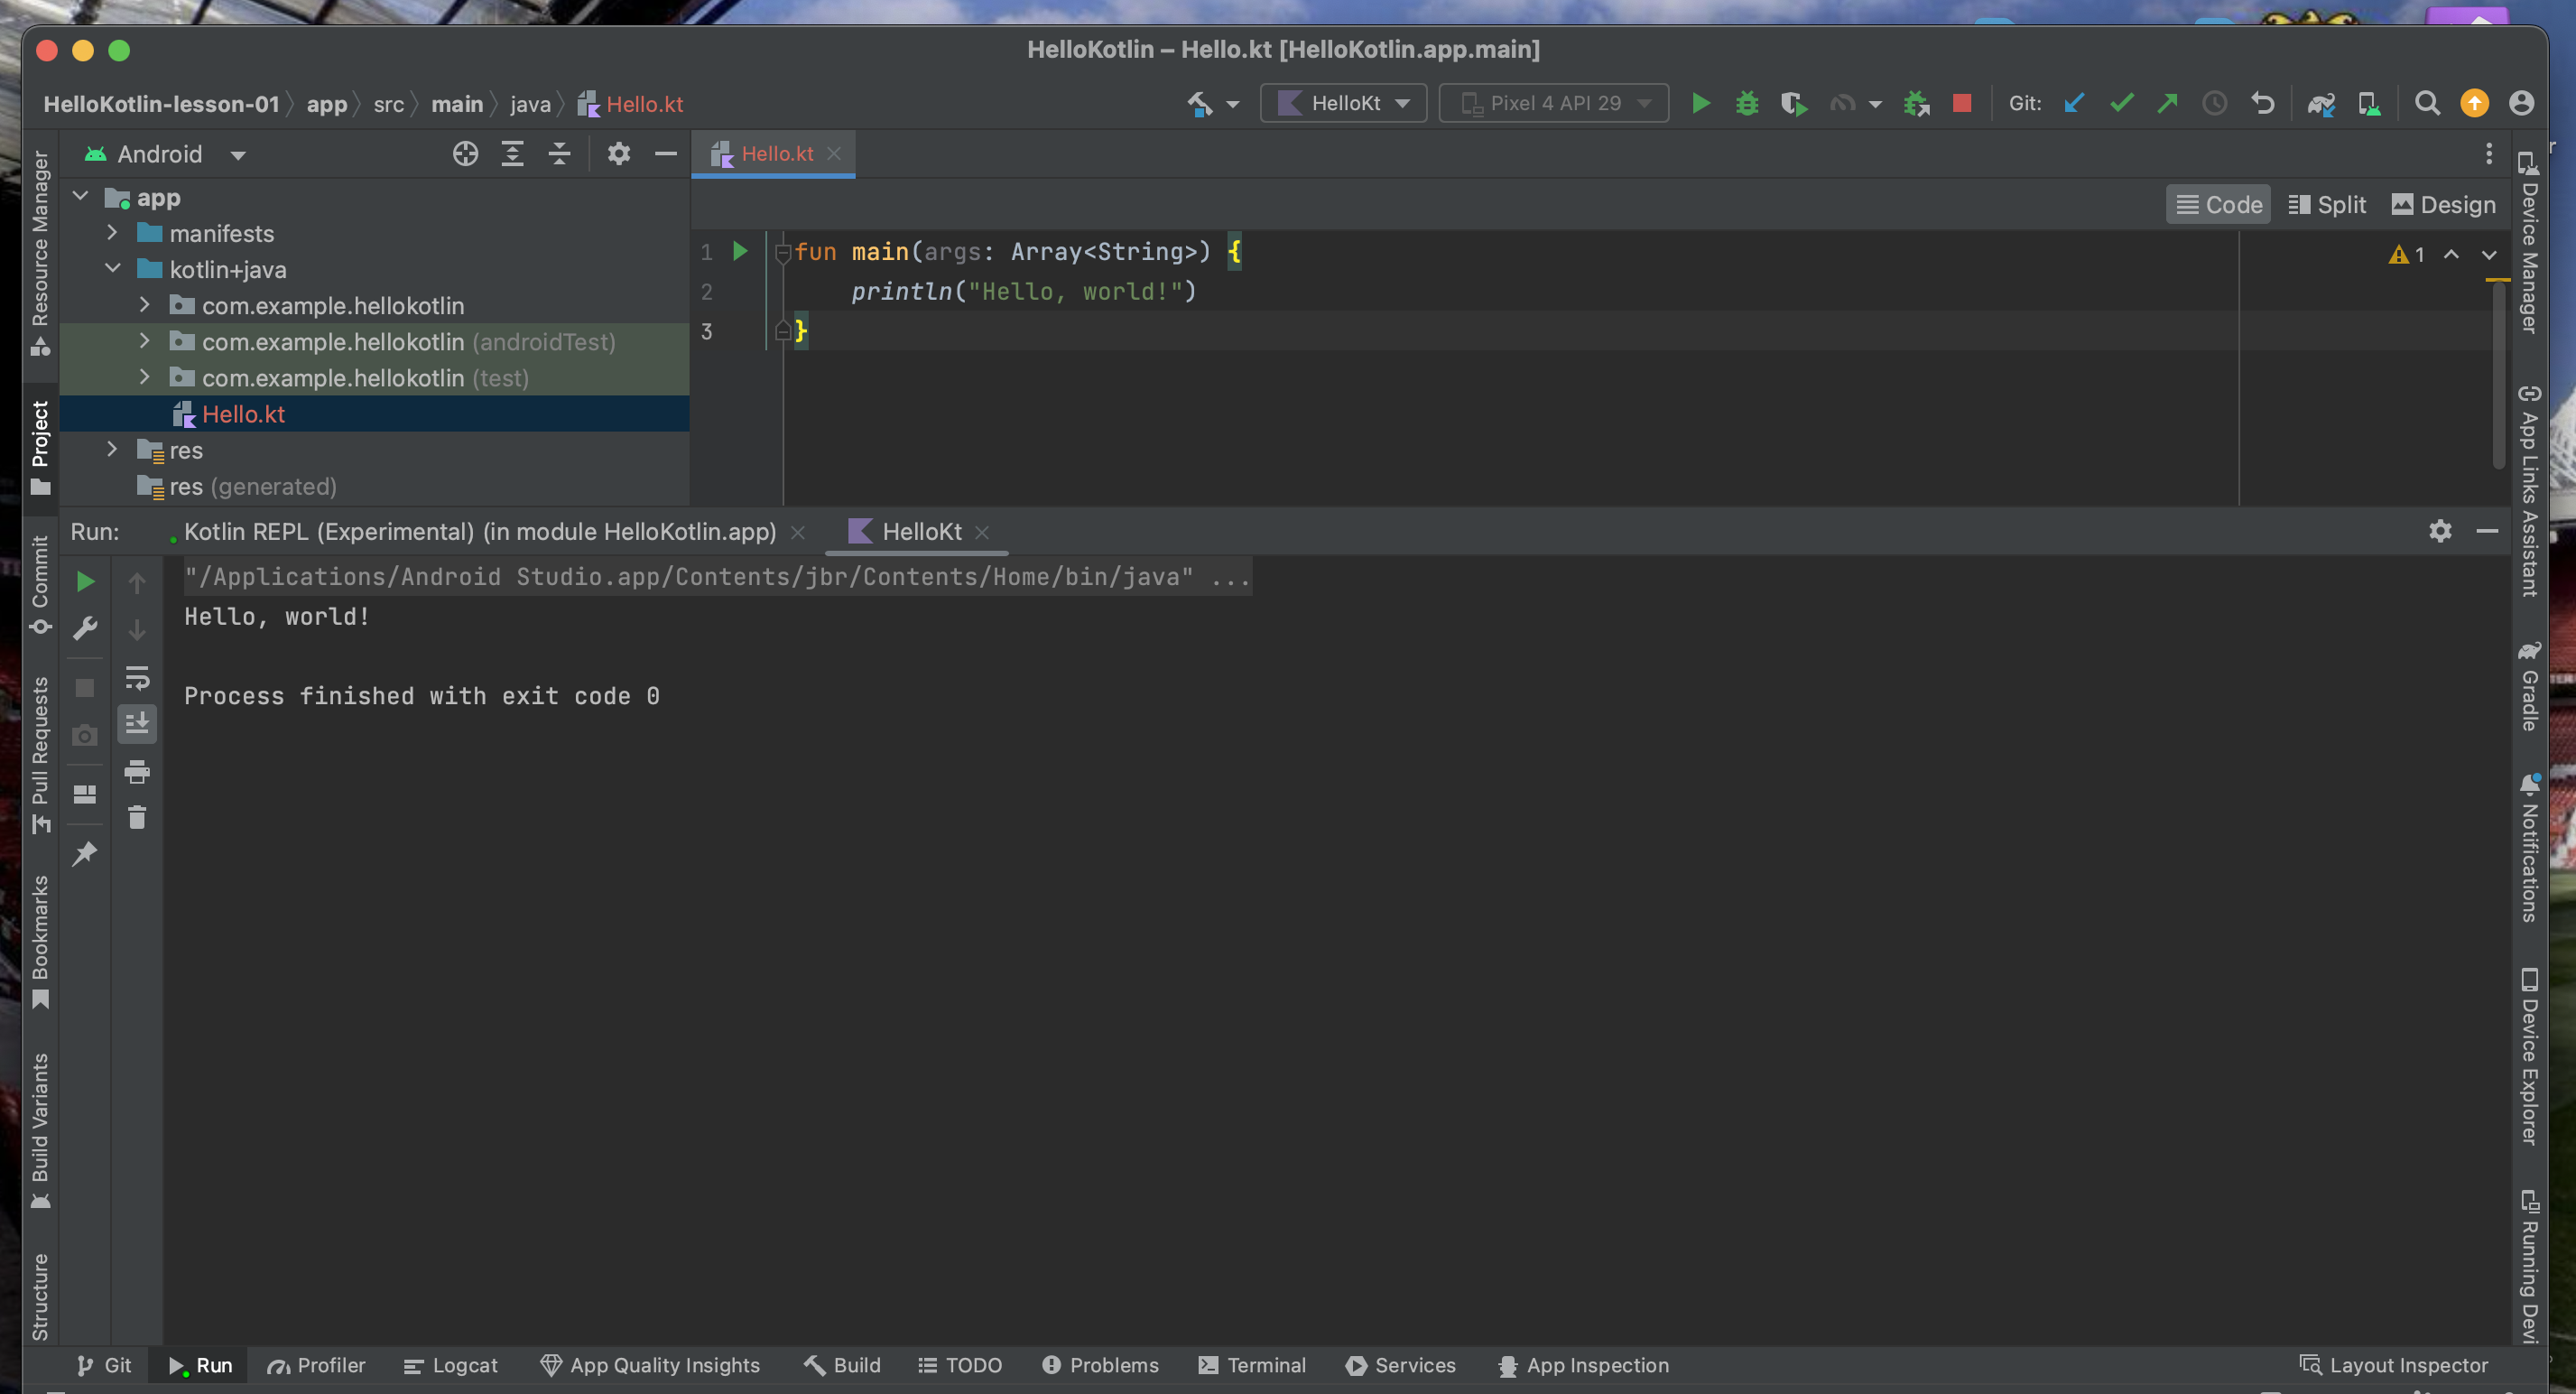 HelloKotlin – Hello.kt [HelloKotlin.app.main]
HelloKotlin-lesson-01 app src main java Hello.kt
HelloKt Pixel 4 API 29 Git:
Android
Hello.kt
Code Split Design
app
manifests
kotlin+java
com.example.hellokotlin
com.example.hellokotlin (androidTest)
com.example.hellokotlin (test)
Hello.kt
res
res (generated)
1 fun main(args: Array<String>) {
2 println("Hello, world!")
3 }
1
Run: Kotlin REPL (Experimental) (in module HelloKotlin.app) HelloKt
"/Applications/Android Studio.app/Contents/jbr/Contents/Home/bin/java" ...
Hello, world!
Process finished with exit code 0
Resource Manager
Project
Commit
Pull Requests
Bookmarks
Build Variants
Structure
Device Manager
App Links Assistant
Gradle
Notifications
Device Explorer
Running Devi
Git Run Profiler Logcat App Quality Insights Build TODO Problems Terminal Services App Inspection Layout Inspector